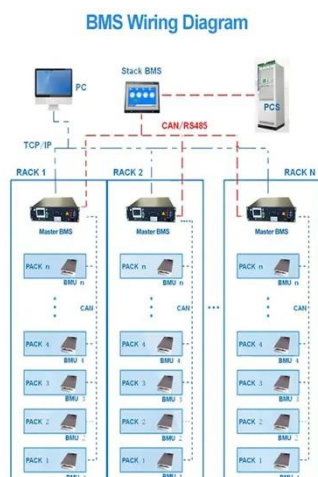 BMS Wiring Diagram
Stack BMS
PC
PCS
CAN/RS485
TCP/IP
RACK 1
RACK 2
RACK N
Master BMS
Master BMS
Master BMS
PACK n
PACK n
PACK n
BMU n
BMU n
BMU n
CAN
CAN
CAN
...
PACK 4
PACK 4
PACK 4
BMU 4
BMU 4
BMU 4
PACK 3
PACK 3
PACK 3
BMU 3
BMU 3
BMU 3
PACK 2
PACK 2
PACK 2
BMU 2
BMU 2
BMU 2
PACK 1
PACK 1
PACK 1